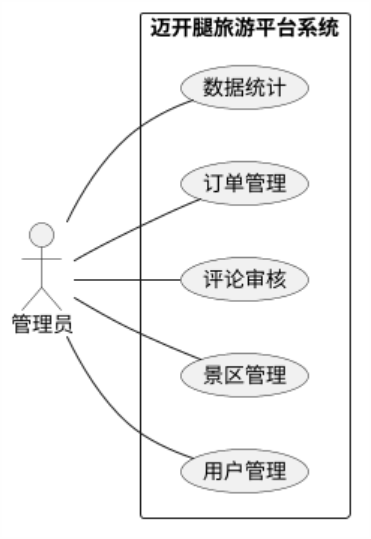 迈开腿旅游平台系统
数据统计
订单管理
评论审核
管理员
景区管理
用户管理